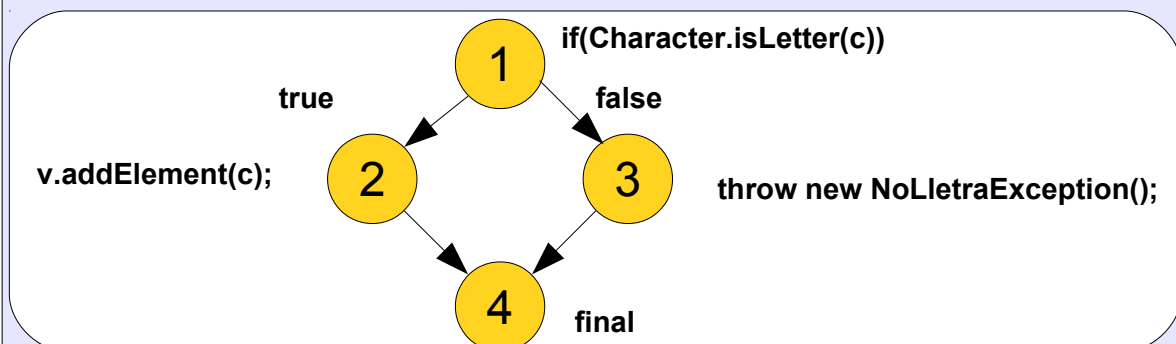 1
if(Character.isLetter(c))
true
false
v.addElement(c);
2
3
throw new NoLletraException();
4
final